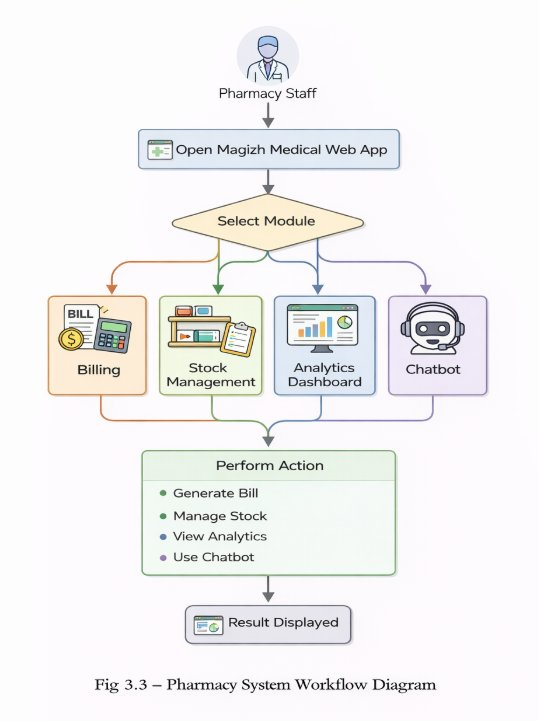 Pharmacy Staff
Open Magizh Medical Web App
Select Module
BILL
$
Billing
Stock
Management
Analytics
Dashboard
Chatbot
Perform Action
• Generate Bill
• Manage Stock
• View Analytics
• Use Chatbot
Result Displayed
Fig 3.3 – Pharmacy System Workflow Diagram